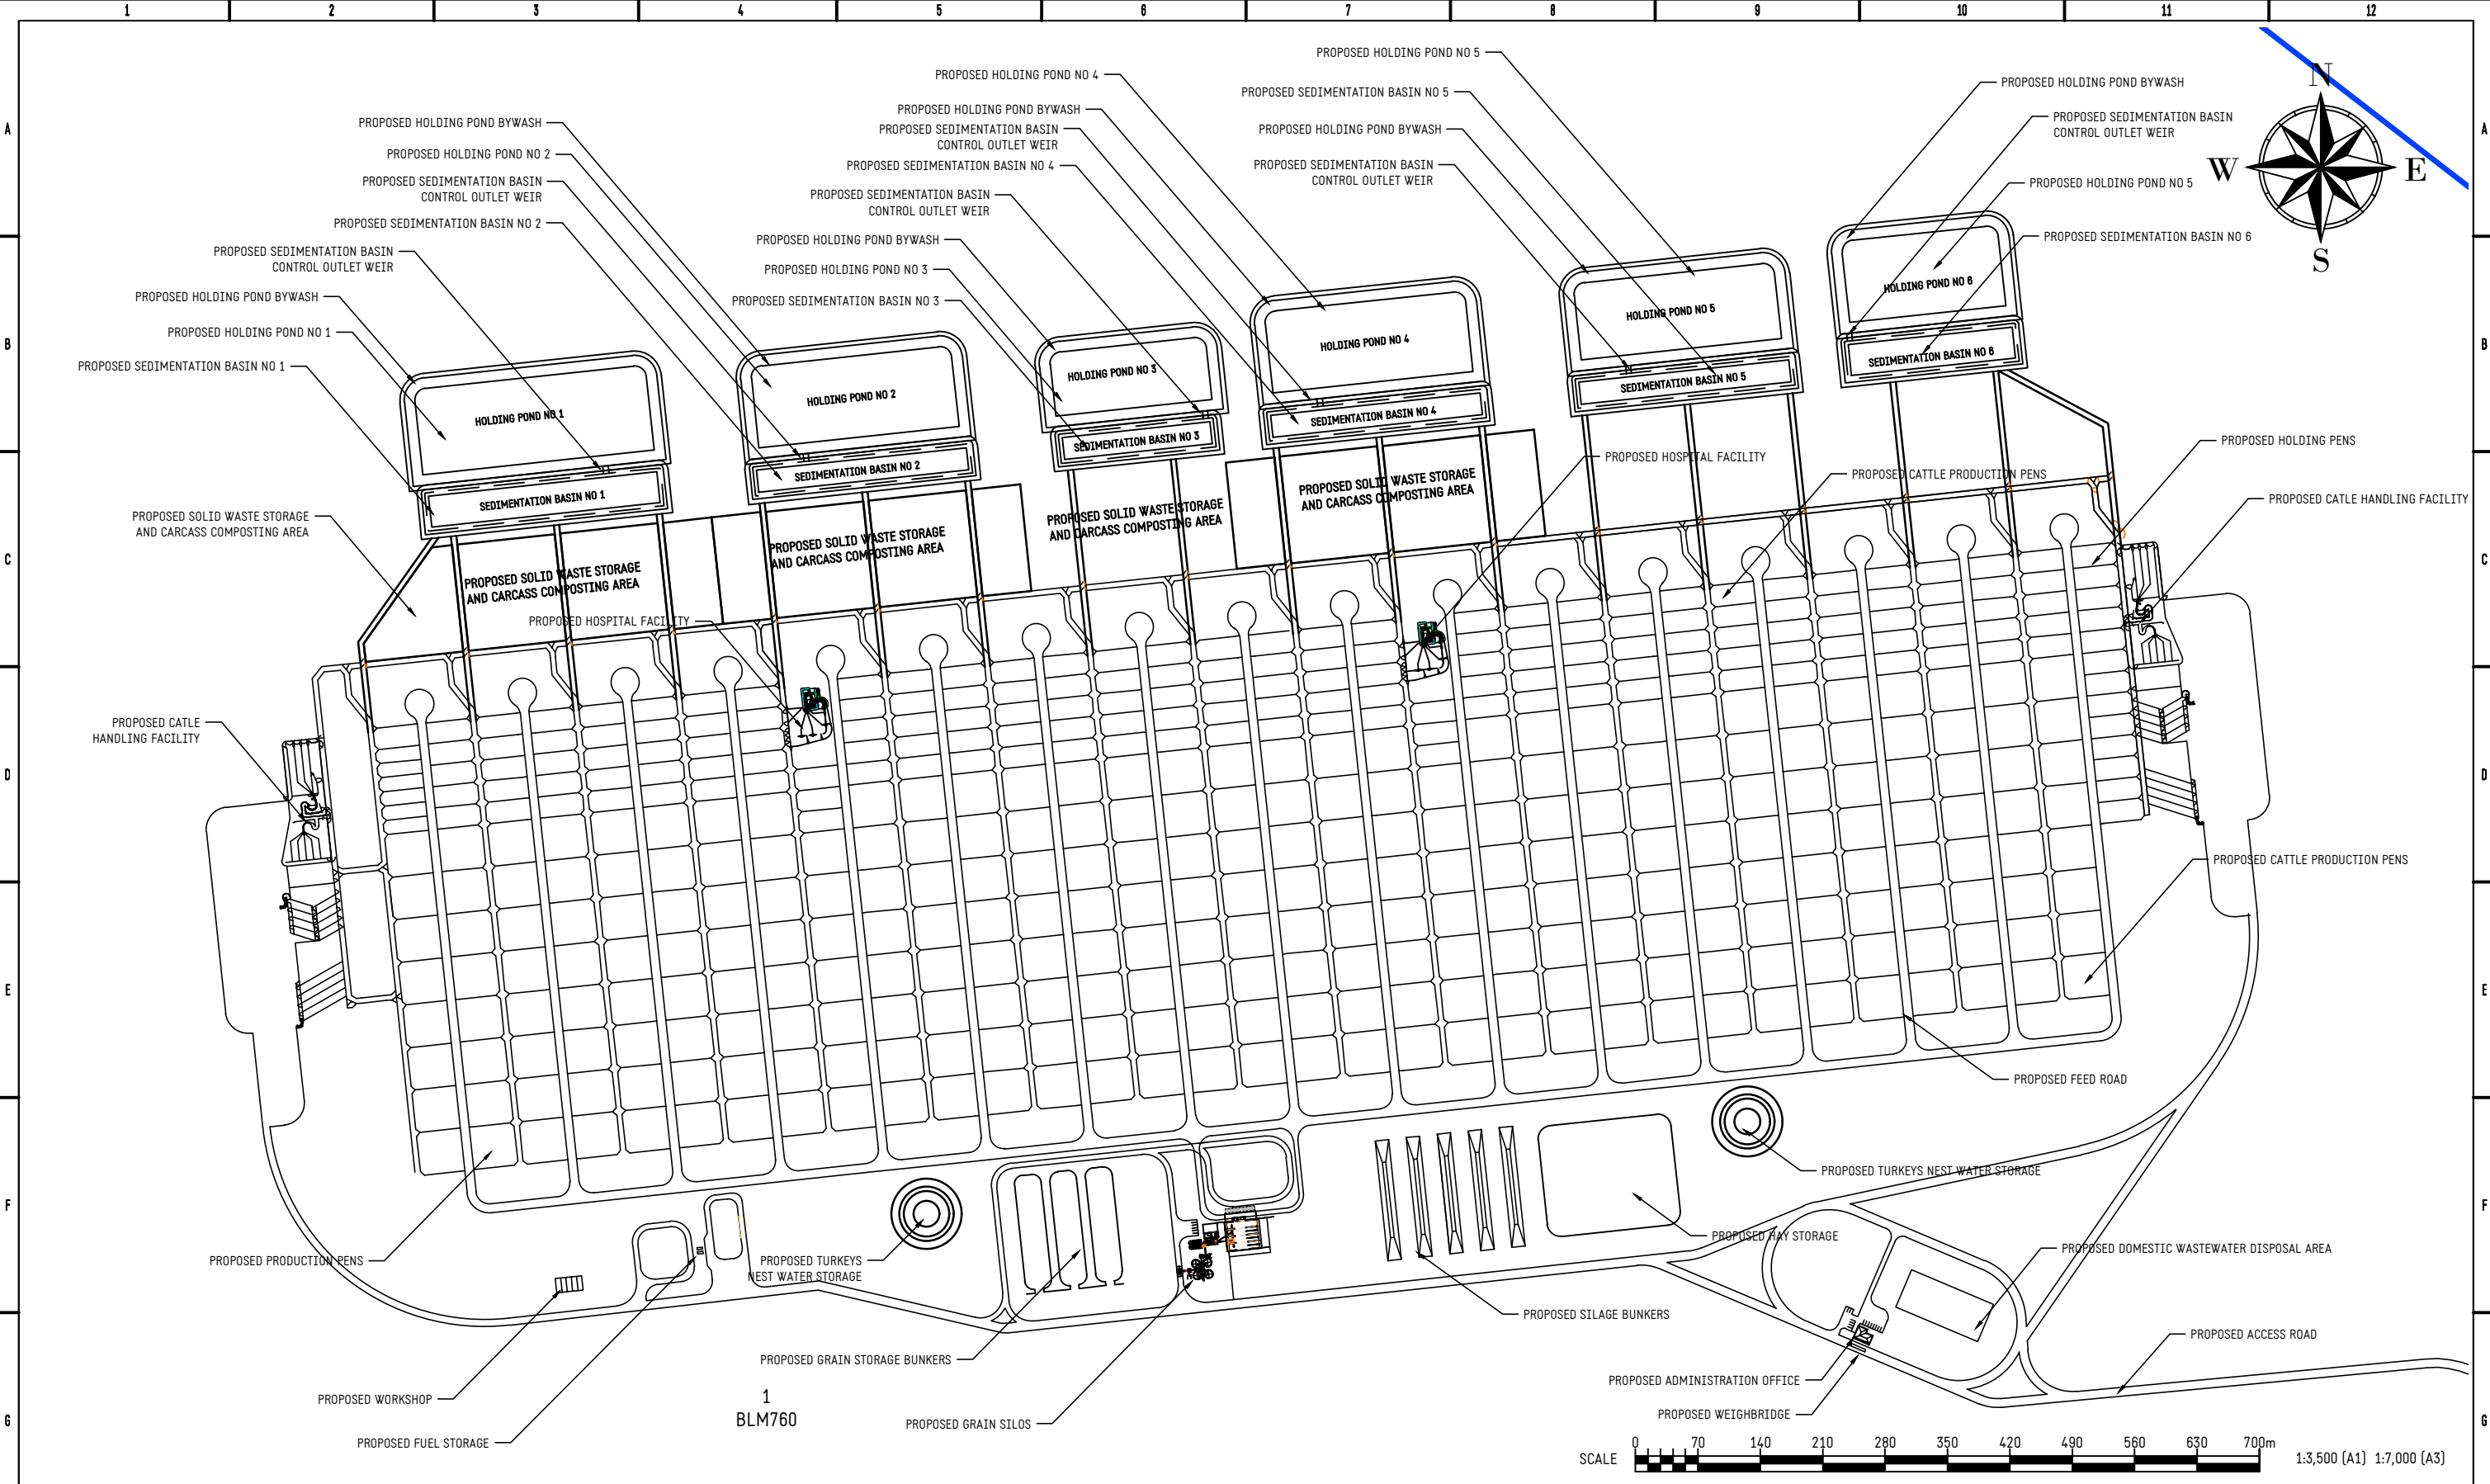 1 2 3 4 5 6 7 8 9 10 11 12
A
B
C
D
E
F
G
A
B
C
D
E
F
G
N
W
E
S
PROPOSED HOLDING POND BYWASH
PROPOSED HOLDING POND NO 2
PROPOSED SEDIMENTATION BASIN
CONTROL OUTLET WEIR
PROPOSED SEDIMENTATION BASIN NO 2
PROPOSED SEDIMENTATION BASIN
CONTROL OUTLET WEIR
PROPOSED HOLDING POND BYWASH
PROPOSED HOLDING POND NO 1
PROPOSED SEDIMENTATION BASIN NO 1
PROPOSED HOLDING POND NO 4
PROPOSED HOLDING POND BYWASH
PROPOSED SEDIMENTATION BASIN
CONTROL OUTLET WEIR
PROPOSED SEDIMENTATION BASIN NO 4
PROPOSED SEDIMENTATION BASIN
CONTROL OUTLET WEIR
PROPOSED HOLDING POND BYWASH
PROPOSED HOLDING POND NO 3
PROPOSED SEDIMENTATION BASIN NO 3
PROPOSED HOLDING POND NO 5
PROPOSED SEDIMENTATION BASIN NO 5
PROPOSED HOLDING POND BYWASH
PROPOSED SEDIMENTATION BASIN
CONTROL OUTLET WEIR
PROPOSED HOLDING POND BYWASH
PROPOSED SEDIMENTATION BASIN
CONTROL OUTLET WEIR
PROPOSED HOLDING POND NO 5
PROPOSED SEDIMENTATION BASIN NO 6
HOLDING POND NO 1
SEDIMENTATION BASIN NO 1
HOLDING POND NO 2
SEDIMENTATION BASIN NO 2
HOLDING POND NO 3
SEDIMENTATION BASIN NO 3
HOLDING POND NO 4
SEDIMENTATION BASIN NO 4
HOLDING POND NO 5
SEDIMENTATION BASIN NO 5
HOLDING POND NO 6
SEDIMENTATION BASIN NO 6
PROPOSED SOLID WASTE STORAGE
AND CARCASS COMPOSTING AREA
PROPOSED SOLID WASTE STORAGE
AND CARCASS COMPOSTING AREA
PROPOSED SOLID WASTE STORAGE
AND CARCASS COMPOSTING AREA
PROPOSED SOLID WASTE STORAGE
AND CARCASS COMPOSTING AREA
PROPOSED SOLID WASTE STORAGE
AND CARCASS COMPOSTING AREA
PROPOSED HOSPITAL FACILITY
PROPOSED HOSPITAL FACILITY
PROPOSED CATTLE PRODUCTION PENS
PROPOSED HOLDING PENS
PROPOSED CATLE HANDLING FACILITY
PROPOSED CATLE
HANDLING FACILITY
PROPOSED CATTLE PRODUCTION PENS
PROPOSED FEED ROAD
PROPOSED TURKEYS NEST WATER STORAGE
PROPOSED HAY STORAGE
PROPOSED DOMESTIC WASTEWATER DISPOSAL AREA
PROPOSED PRODUCTION PENS
PROPOSED TURKEYS
NEST WATER STORAGE
PROPOSED SILAGE BUNKERS
PROPOSED ACCESS ROAD
PROPOSED GRAIN STORAGE BUNKERS
PROPOSED ADMINISTRATION OFFICE
PROPOSED WORKSHOP
1
BLM760
PROPOSED WEIGHBRIDGE
PROPOSED GRAIN SILOS
PROPOSED FUEL STORAGE
SCALE
0 70 140 210 280 350 420 490 560 630 700m
1:3,500 (A1) 1:7,000 (A3)